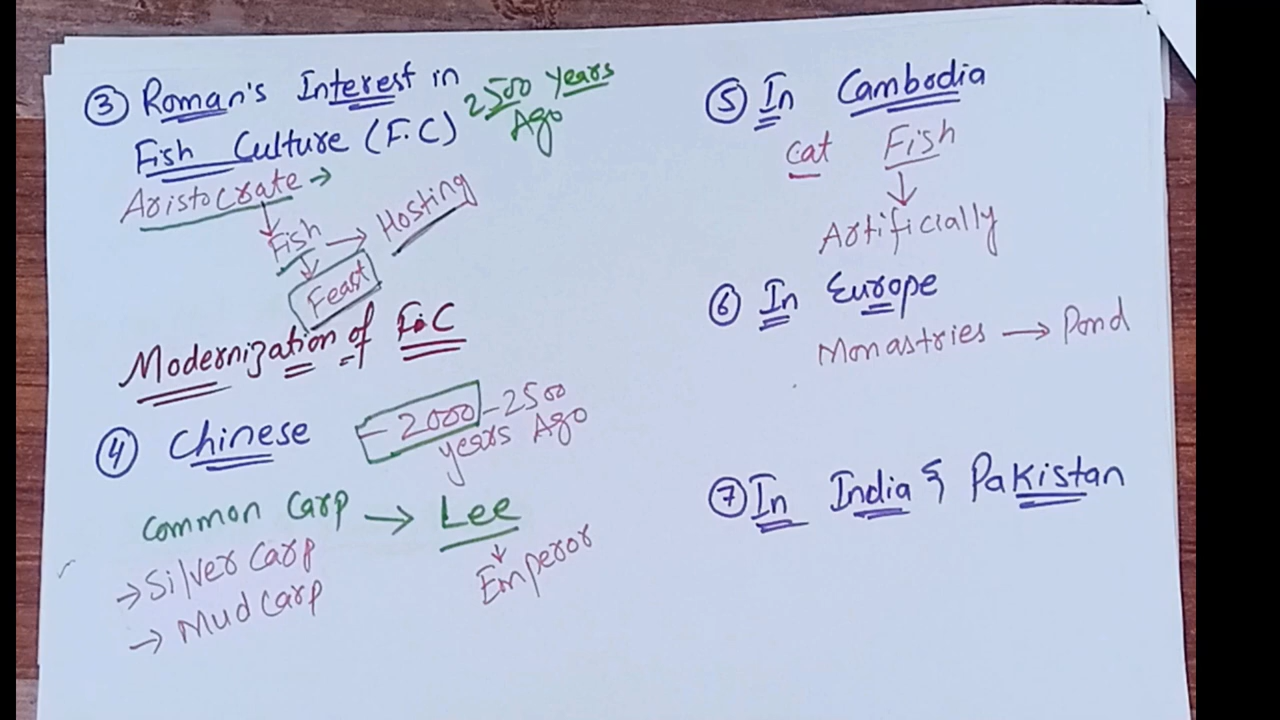 ③ Roman's Interest in
Fish Culture (F.C) 2500 years
Ago
Aristocrate →
Fish → Hosting
Feast
Modernization of F.C
④ Chinese – 2000 – 2500
years Ago
Common Carp → Lee
→ Silver Carp
Emperor
→ Mud Carp
⑤ In Cambodia
Cat Fish
Artificially
⑥ In Europe
Monastries → Pond
⑦ In India & Pakistan